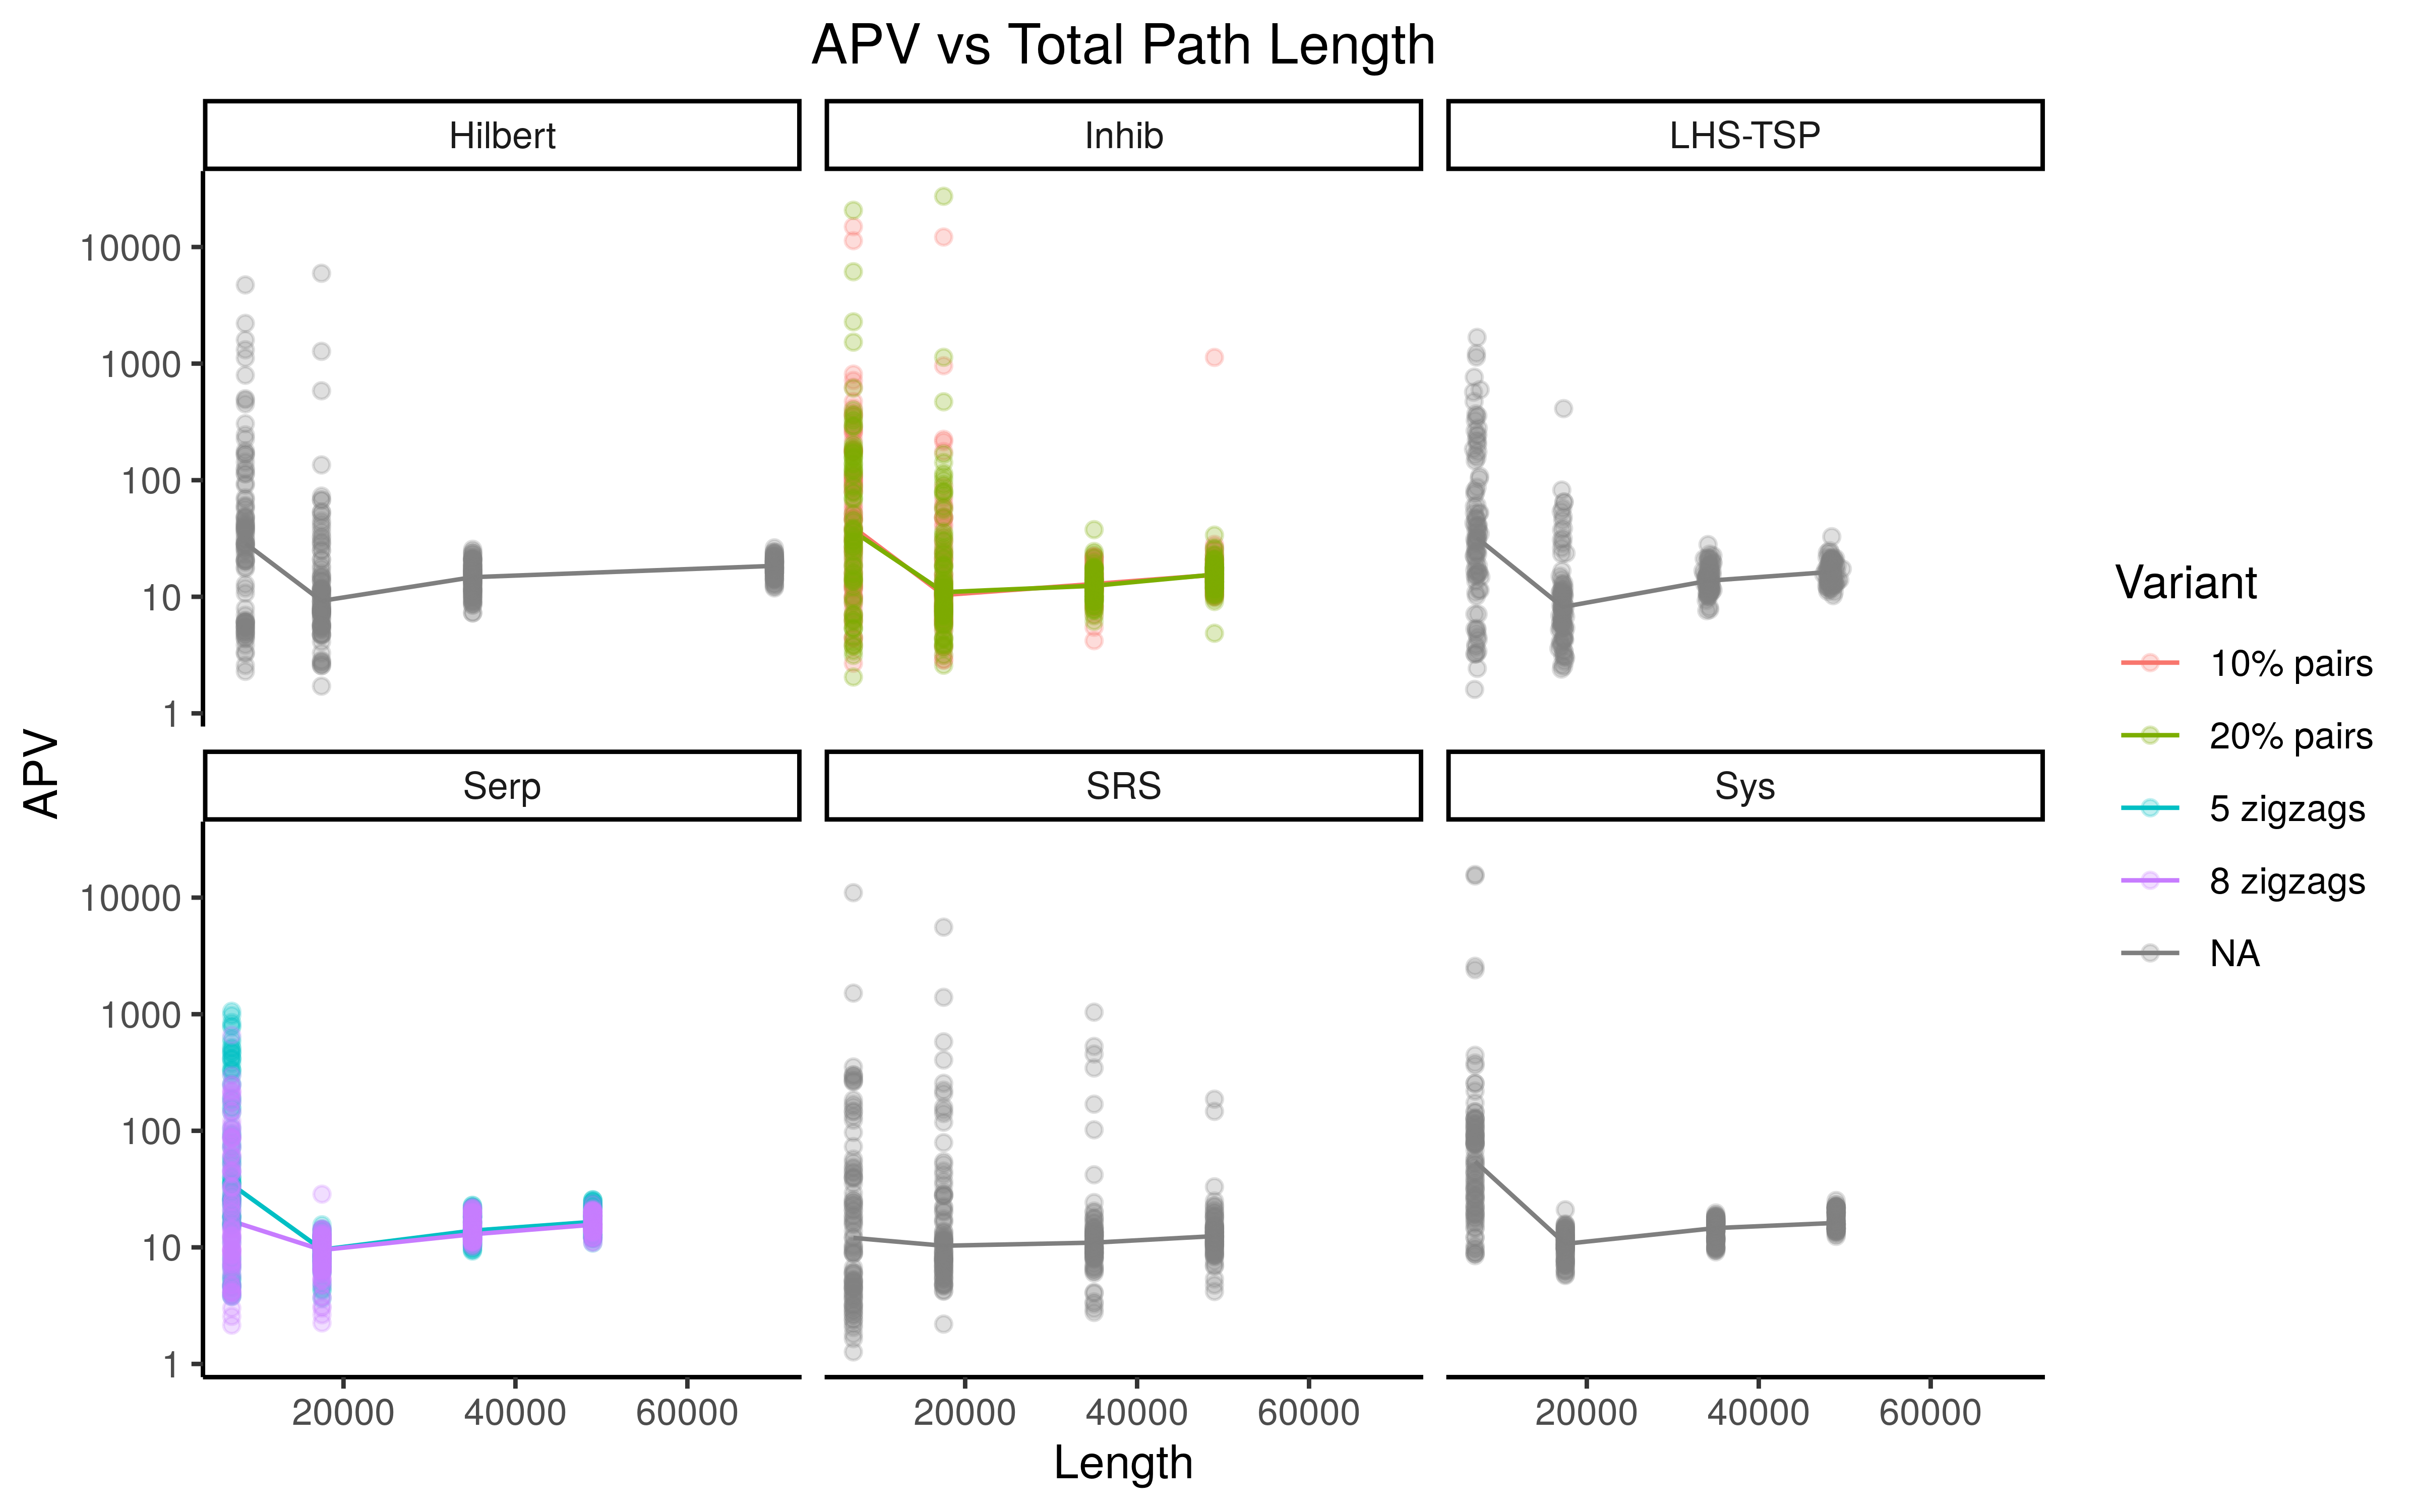 APV vs Total Path Length
Hilbert
Inhib
LHS-TSP
10000
1000
100
10
1
Serp
SRS
Sys
10000
1000
100
10
1
20000 40000 60000
20000 40000 60000
20000 40000 60000
Length
APV
Variant
10% pairs
20% pairs
5 zigzags
8 zigzags
NA